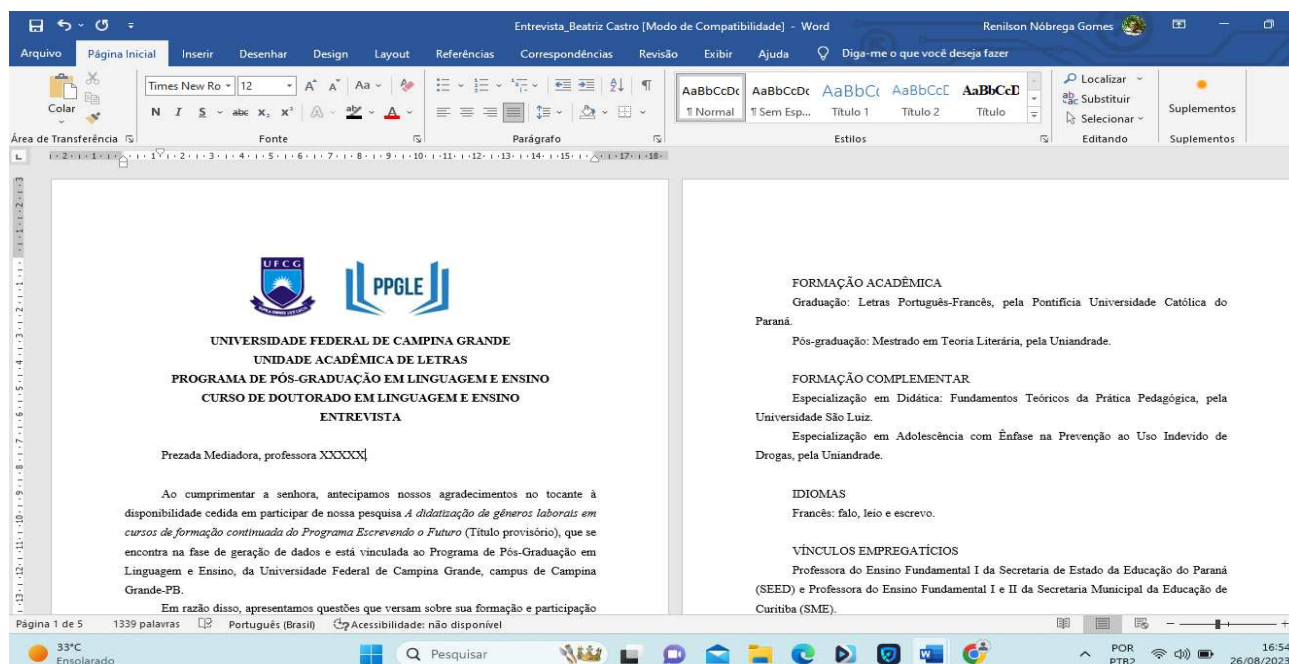 Entrevista_Beatriz Castro [Modo de Compatibilidade] - Word
Renilson Nóbrega Gomes
Arquivo Página Inicial Inserir Desenhar Design Layout Referências Correspondências Revisão Exibir Ajuda Diga-me o que você deseja fazer
Colar
Times New Ro 12
Aa
N I S abc x, x²
AaBbCcDc AaBbCcDc AaBbCc AaBbCcE AaBbCcD
¶ Normal ¶ Sem Esp... Título 1 Título 2 Título
Localizar
Substituir
Selecionar
Suplementos
Área de Transferência Fonte Parágrafo Estilos Editando Suplementos
UFCG
PPGLE
UNIVERSIDADE FEDERAL DE CAMPINA GRANDE
UNIDADE ACADÊMICA DE LETRAS
PROGRAMA DE PÓS-GRADUAÇÃO EM LINGUAGEM E ENSINO
CURSO DE DOUTORADO EM LINGUAGEM E ENSINO
ENTREVISTA
Prezada Mediadora, professora XXXXX,
Ao cumprimentar a senhora, antecipamos nossos agradecimentos no tocante à
disponibilidade cedida em participar de nossa pesquisa A didatização de gêneros laborais em
cursos de formação continuada do Programa Escrevendo o Futuro (Título provisório), que se
encontra na fase de geração de dados e está vinculada ao Programa de Pós-Graduação em
Linguagem e Ensino, da Universidade Federal de Campina Grande, campus de Campina
Grande-PB.
Em razão disso, apresentamos questões que versam sobre sua formação e participação
FORMAÇÃO ACADÊMICA
Graduação: Letras Português-Francês, pela Pontifícia Universidade Católica do
Paraná.
Pós-graduação: Mestrado em Teoria Literária, pela Uniandrade.
FORMAÇÃO COMPLEMENTAR
Especialização em Didática: Fundamentos Teóricos da Prática Pedagógica, pela
Universidade São Luiz.
Especialização em Adolescência com Ênfase na Prevenção ao Uso Indevido de
Drogas, pela Uniandrade.
IDIOMAS
Francês: falo, leio e escrevo.
VÍNCULOS EMPREGATÍCIOS
Professora do Ensino Fundamental I da Secretaria de Estado da Educação do Paraná
(SEED) e Professora do Ensino Fundamental I e II da Secretaria Municipal da Educação de
Curitiba (SME).
Página 1 de 5 1339 palavras Português (Brasil) Acessibilidade: não disponível
33°C
Ensolarado
Pesquisar
POR
PTB2
16:54
26/08/2023